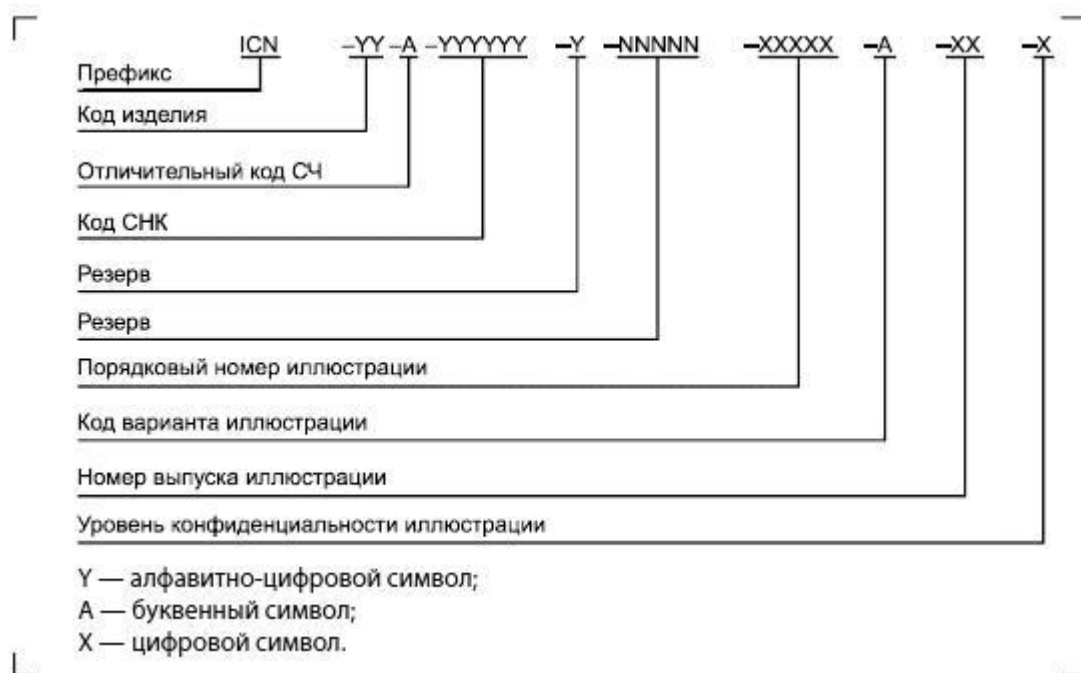 ICN –YY –A –YYYYYY –Y –NNNNN –XXXXX –A –XX –X
Префикс
Код изделия
Отличительный код СЧ
Код СНК
Резерв
Резерв
Порядковый номер иллюстрации
Код варианта иллюстрации
Номер выпуска иллюстрации
Уровень конфиденциальности иллюстрации
Y — алфавитно-цифровой символ;
A — буквенный символ;
X — цифровой символ.